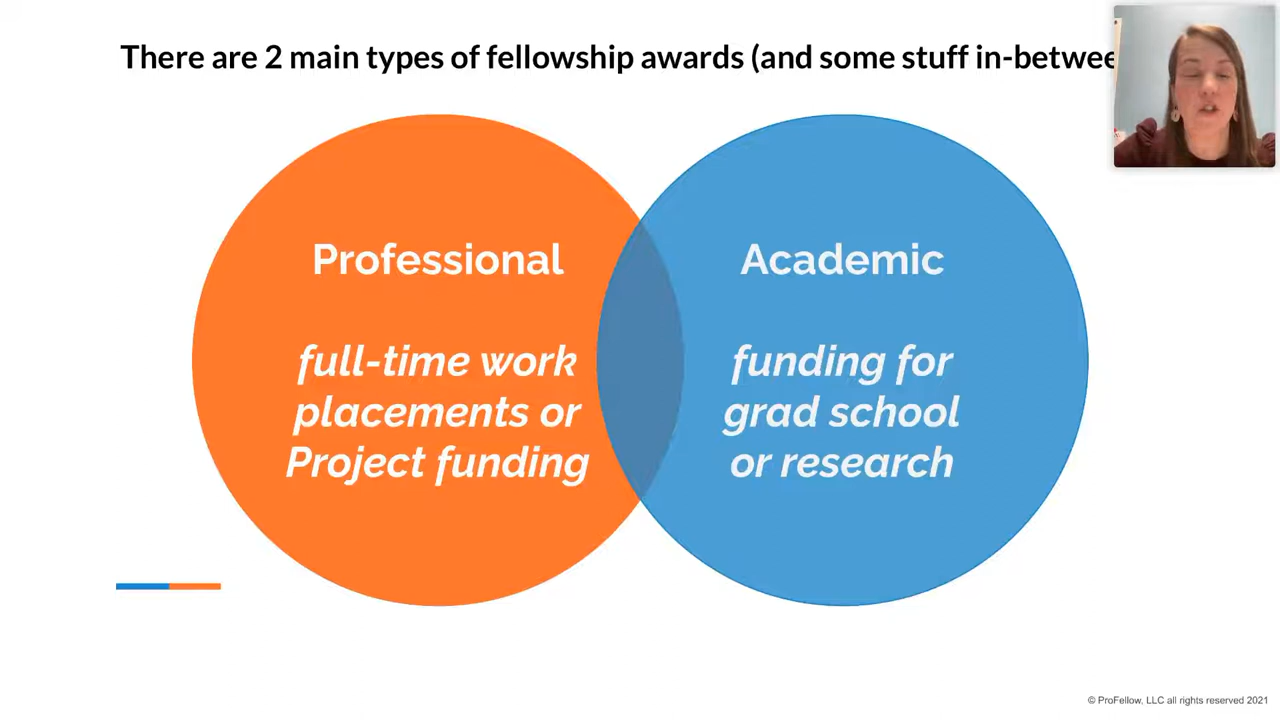 There are 2 main types of fellowship awards (and some stuff in-betwee
Professional
full-time work
placements or
Project funding
Academic
funding for
grad school
or research
© ProFellow, LLC all rights reserved 2021